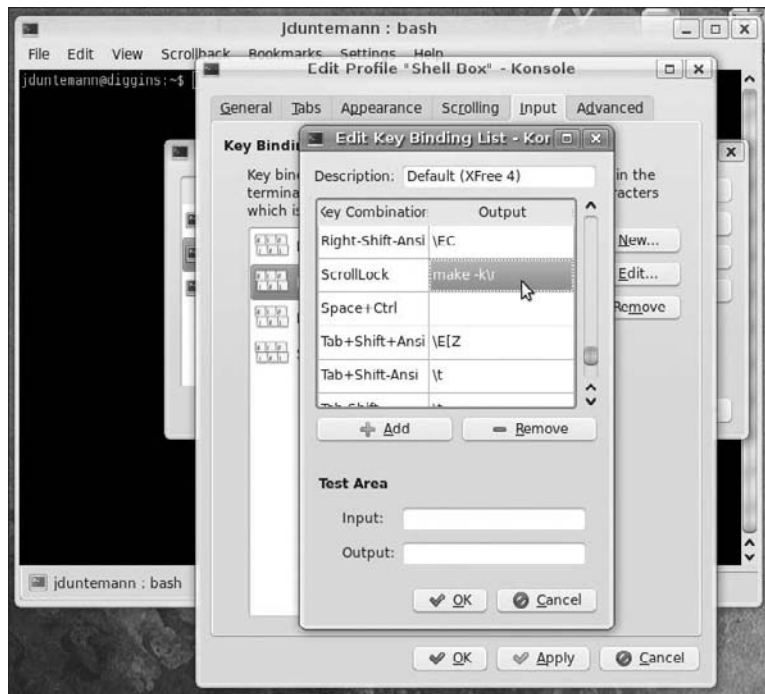 jduntemann : bash
File Edit View Scrollback Bookmarks Settings Help
jduntemann@diggins:~$
Edit Profile "Shell Box" - Konsole
General Tabs Appearance Scrolling Input Advanced
Key Bindi
Key bin
in the
termina
acters
which is
New...
Edit...
Remove
Edit Key Binding List - Kor
Description: Default (XFree 4)
Key Combination Output
Right-Shift-Ansi \EC
ScrollLock make -k\r
Space+Ctrl
Tab+Shift+Ansi \E[Z
Tab+Shift-Ansi \t
Tab-Shift \t
Add Remove
Test Area
Input:
Output:
OK Cancel
jduntemann : bash
OK Apply Cancel